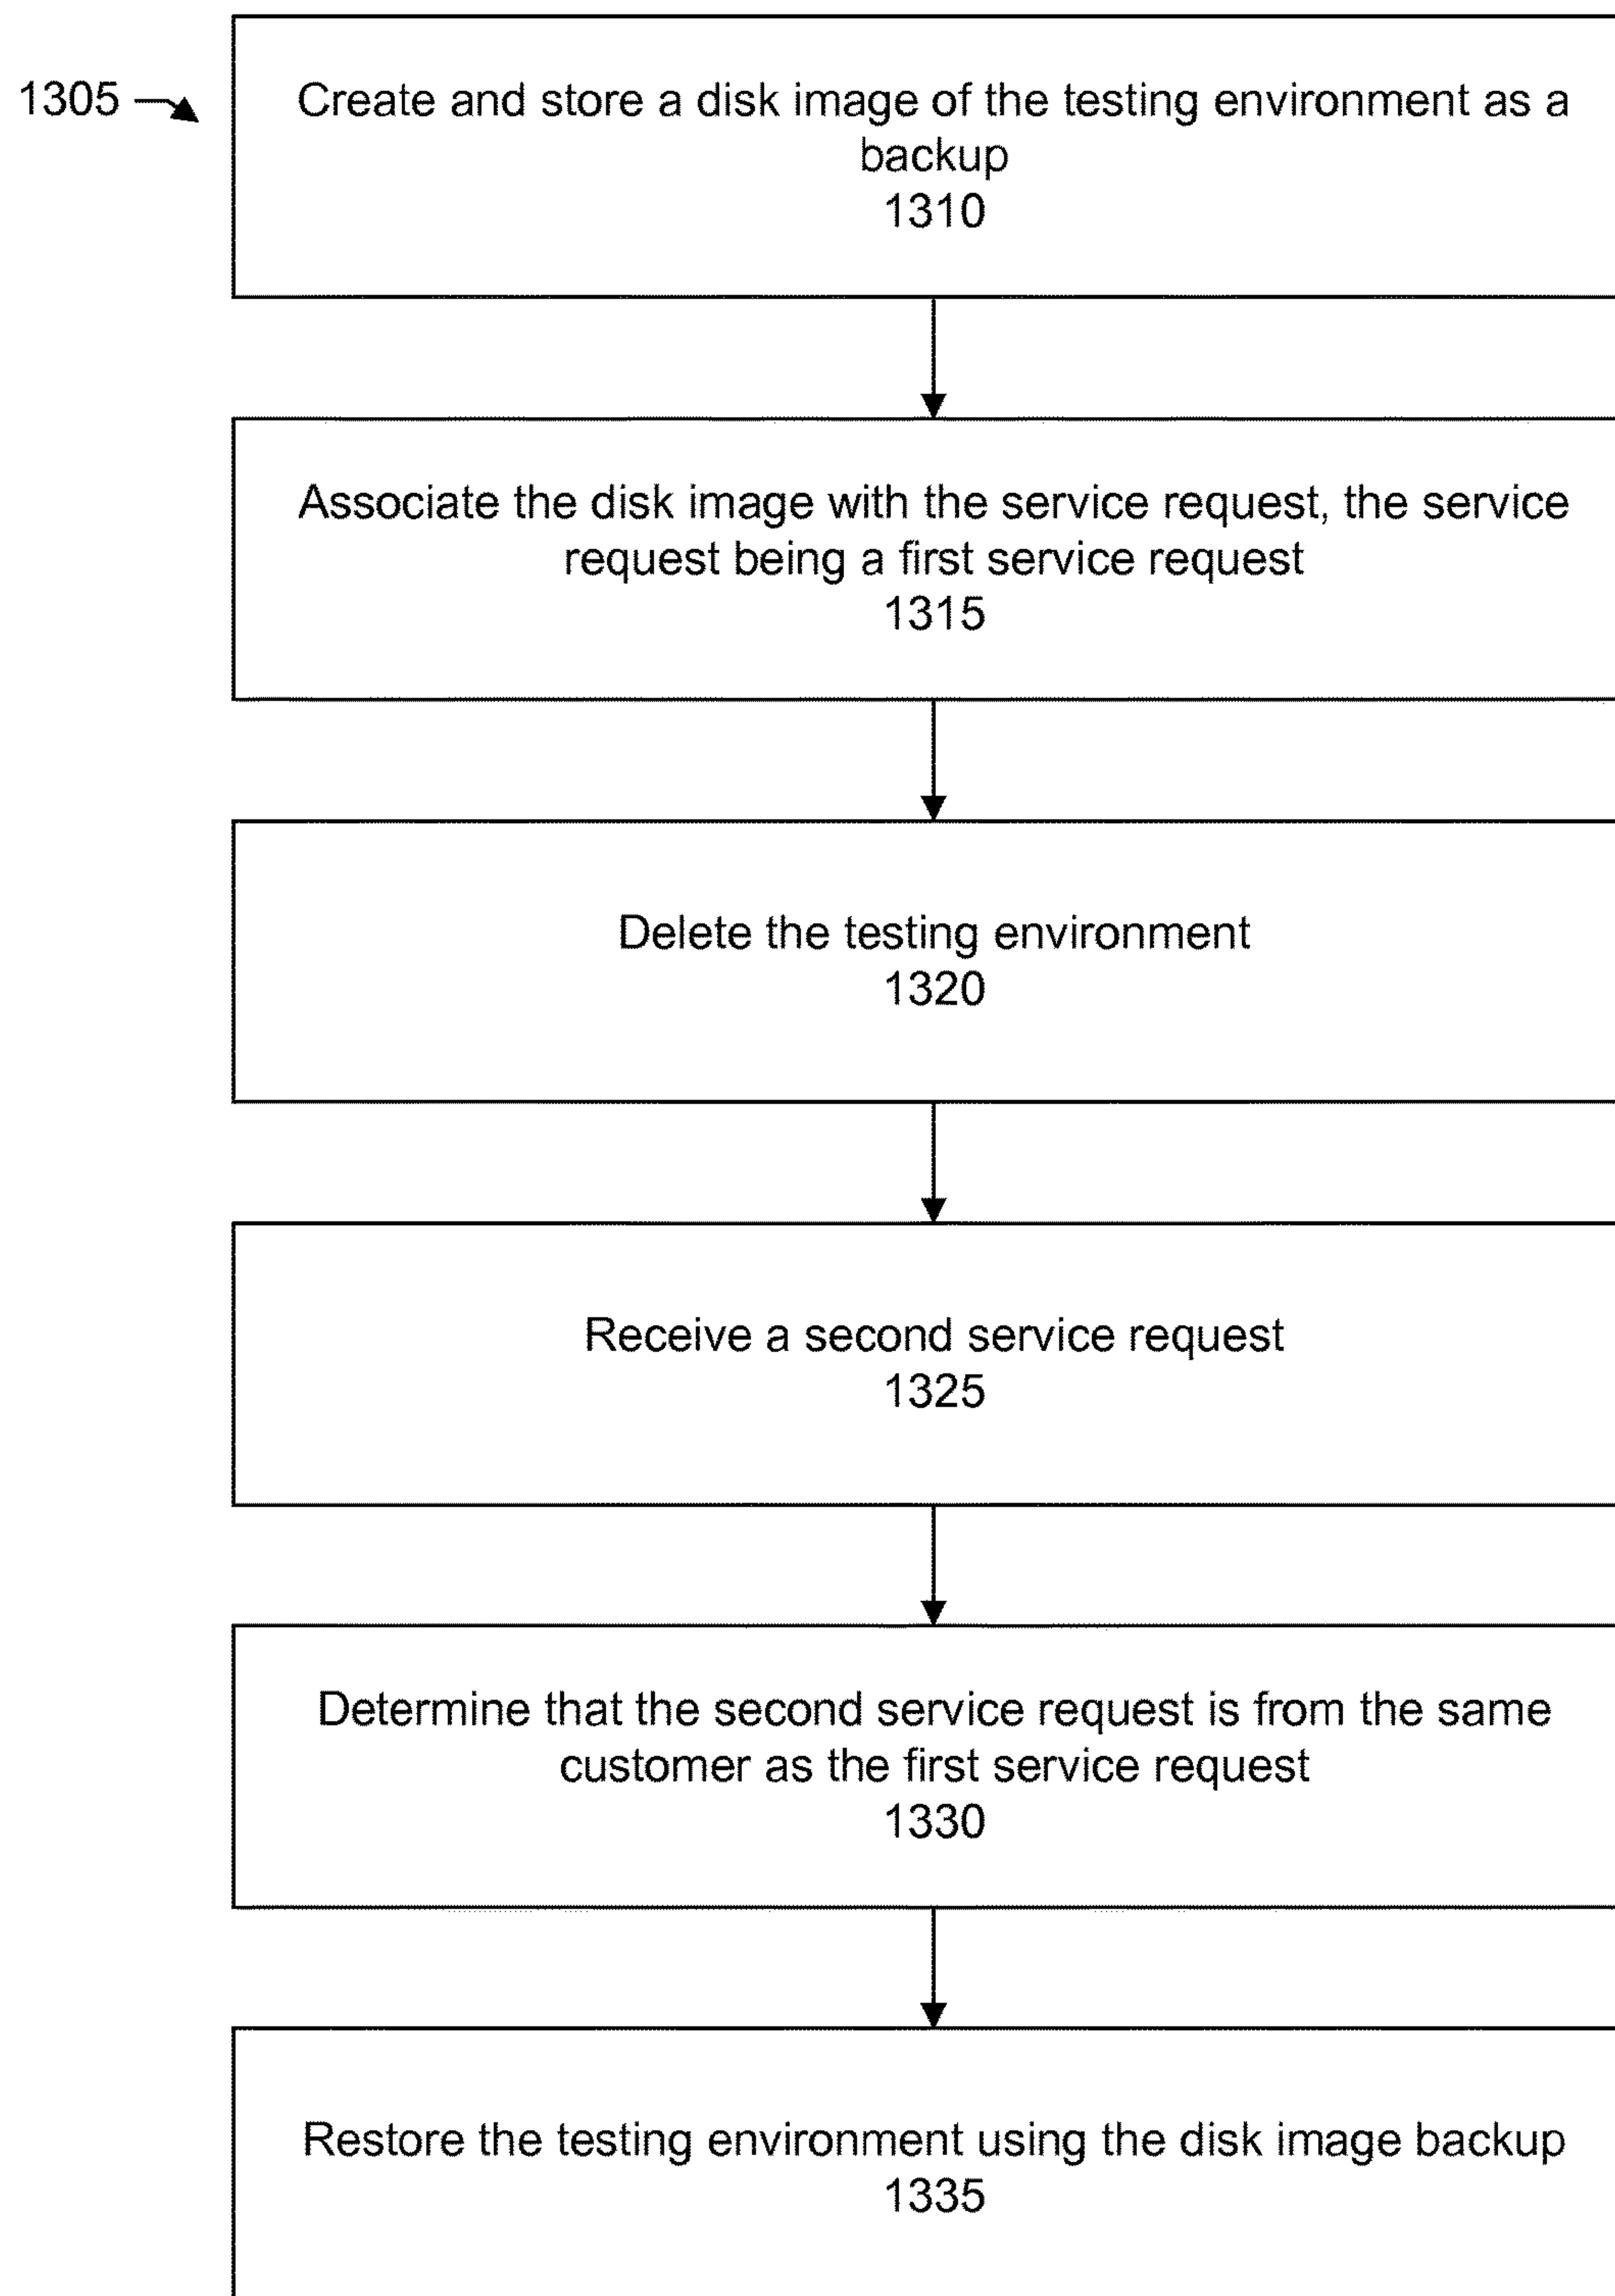 1305
Create and store a disk image of the testing environment as a
backup
1310
Associate the disk image with the service request, the service
request being a first service request
1315
Delete the testing environment
1320
Receive a second service request
1325
Determine that the second service request is from the same
customer as the first service request
1330
Restore the testing environment using the disk image backup
1335